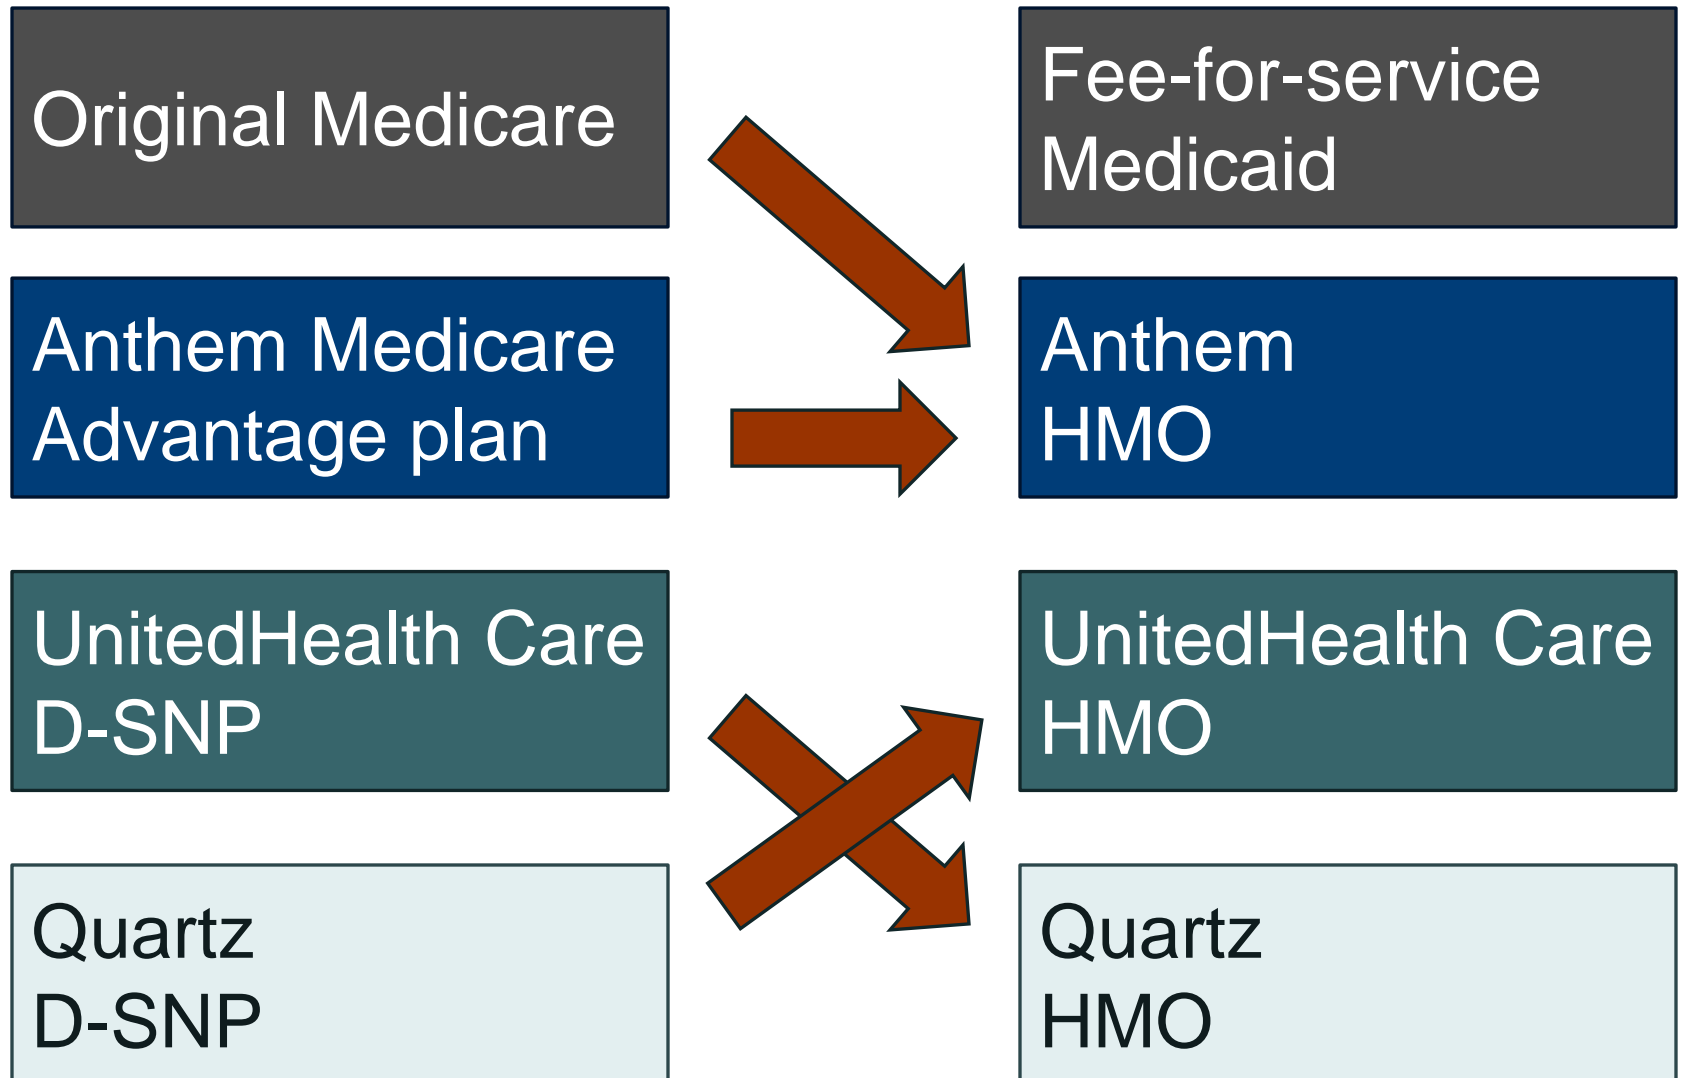 Original Medicare
Fee-for-service
Medicaid
Anthem Medicare
Advantage plan
Anthem
HMO
UnitedHealth Care
D-SNP
UnitedHealth Care
HMO
Quartz
D-SNP
Quartz
HMO